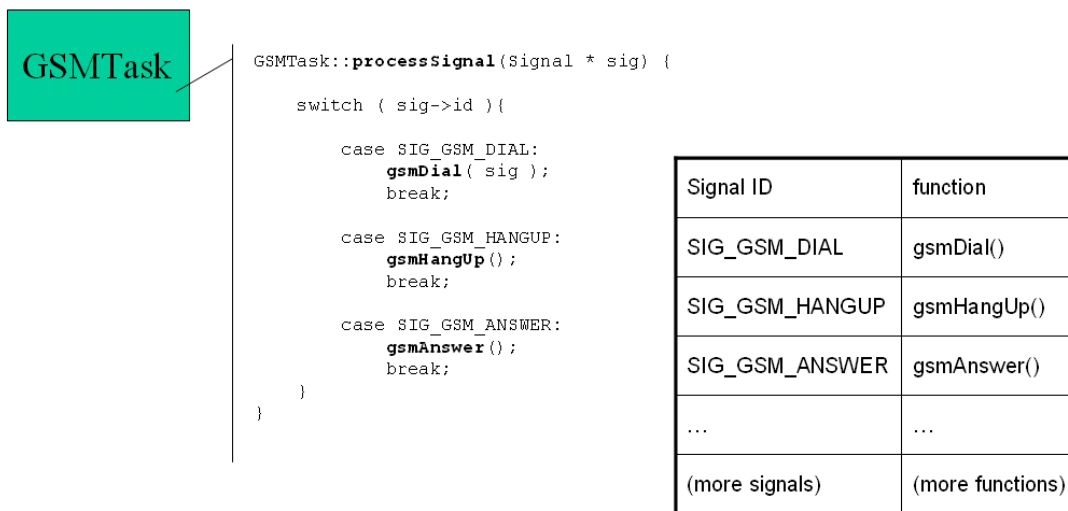 GSMTask
GSMTask::processSignal(Signal * sig) {
switch ( sig->id ){
case SIG_GSM_DIAL:
gsmDial( sig );
break;
case SIG_GSM_HANGUP:
gsmHangUp();
break;
case SIG_GSM_ANSWER:
gsmAnswer();
break;
}
}
Signal ID function
SIG_GSM_DIAL gsmDial()
SIG_GSM_HANGUP gsmHangUp()
SIG_GSM_ANSWER gsmAnswer()
... ...
(more signals) (more functions)